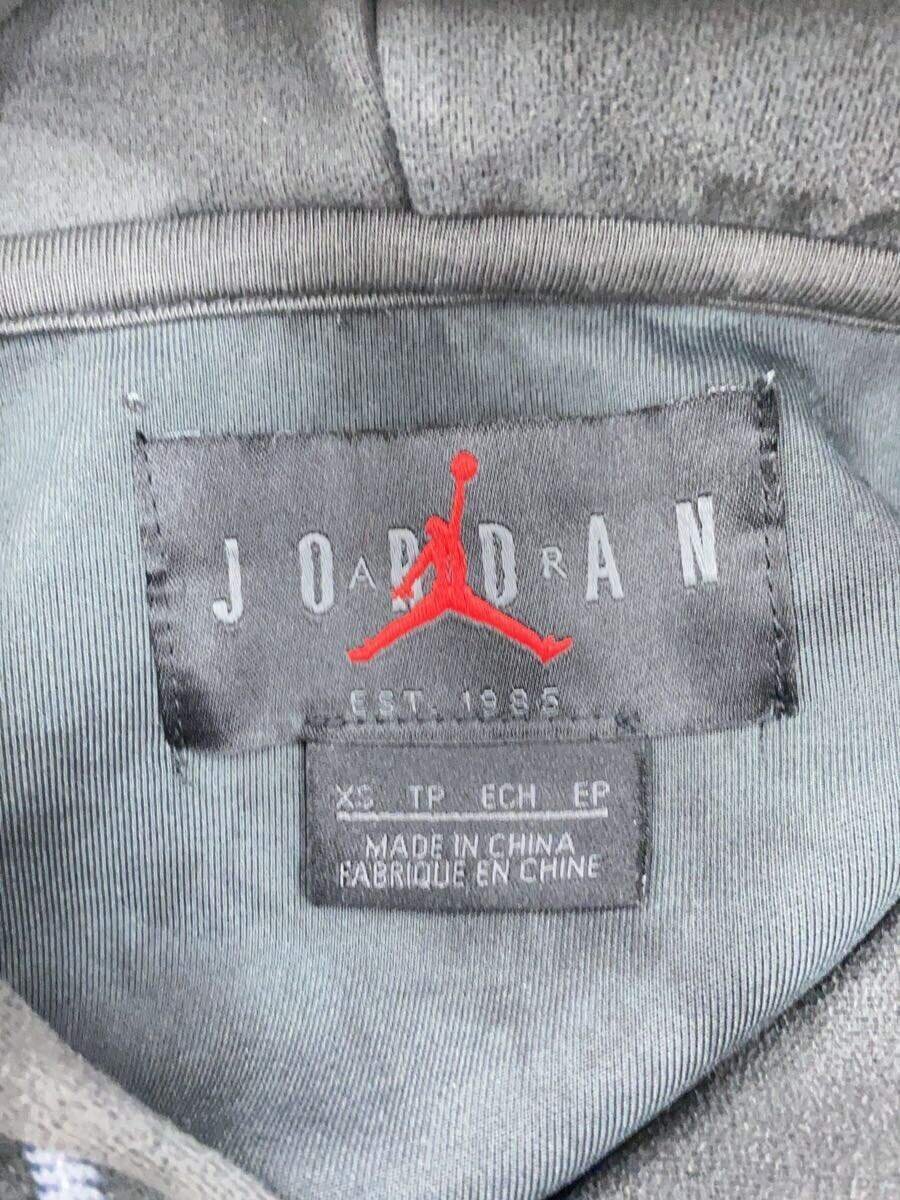 JORDAN
AIR
EST. 1985
XS TP ECH EP
MADE IN CHINA
FABRIQUE EN CHINE